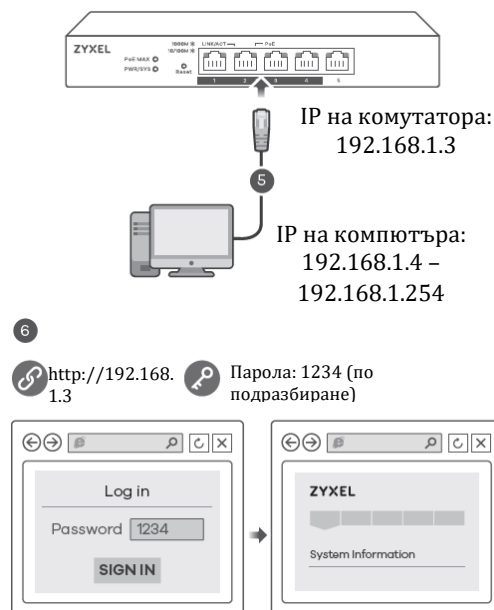 ZYXEL
PoE MAX
PWR/SYS
1000M
10/100M
LINK/ACT
PoE
Reset
1 2 3 4 5
IP на комутатора:
192.168.1.3
5
IP на компютъра:
192.168.1.4 –
192.168.1.254
6
http://192.168.
1.3
Парола: 1234 (по
подразбиране)
Log in
Password 1234
SIGN IN
ZYXEL
System Information